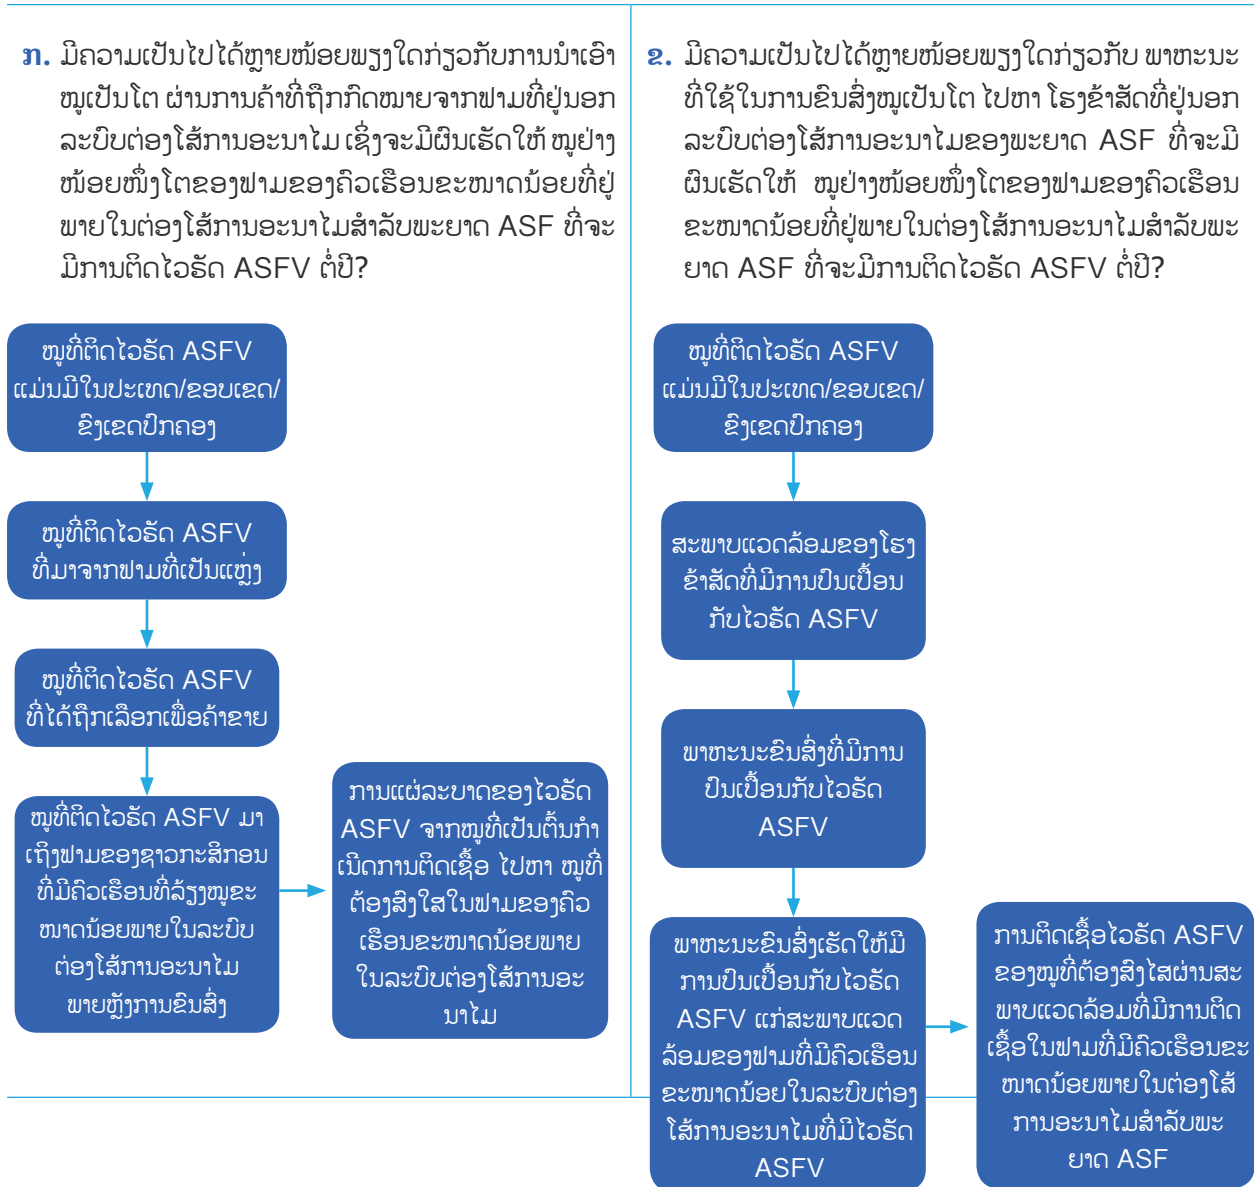 ກ. ມີຄວາມເປັນໄປໄດ້ຫຼາຍໜ້ອຍພຽງໃດກ່ຽວກັບການນໍາເອົາ
ໝູເປັນໂຕ ຜ່ານການຄ້າທີ່ຖືກກົດໝາຍຈາກຟາມທີ່ຢູ່ນອກ
ລະບົບຕ່ອງໂສ້ການອະນາໄມ ເຊິ່ງຈະມີຜົນເຮັດໃຫ້ ໝູຢ່າງ
ໜ້ອຍໜຶ່ງໂຕຂອງຟາມຂອງຄົວເຮືອນຂະໜາດນ້ອຍທີ່ຢູ່
ພາຍໃນຕ່ອງໂສ້ການອະນາໄມສໍາລັບພະຍາດ ASF ທີ່ຈະ
ມີການຕິດໄວຣັດ ASFV ຕໍ່ປີ?
ໝູທີ່ຕິດໄວຣັດ ASFV
ແມ່ນມີໃນປະເທດ/ຂອບເຂດ/
ຂົງເຂດປົກຄອງ
ໝູທີ່ຕິດໄວຣັດ ASFV
ທີ່ມາຈາກຟາມທີ່ເປັນແຫຼ່ງ
ໝູທີ່ຕິດໄວຣັດ ASFV
ທີ່ໄດ້ຖືກເລືອກເພື່ອຄ້າຂາຍ
ໝູທີ່ຕິດໄວຣັດ ASFV ມາ
ເຖິງຟາມຂອງຊາວກະສິກອນ
ທີ່ມີຄົວເຮືອນທີ່ລ້ຽງໝູຂະ
ໜາດນ້ອຍພາຍໃນລະບົບ
ຕ່ອງໂສ້ການອະນາໄມ
ພາຍຫຼັງການຂົນສົ່ງ
ການແຜ່ລະບາດຂອງໄວຣັດ
ASFV ຈາກໝູທີ່ເປັນຕົ້ນກໍາ
ເນີດການຕິດເຊື້ອ ໄປຫາ ໝູທີ່
ຕ້ອງສົງໃສໃນຟາມຂອງຄົວ
ເຮືອນຂະໜາດນ້ອຍພາຍ
ໃນລະບົບຕ່ອງໂສ້ການອະ
ນາໄມ
ຂ. ມີຄວາມເປັນໄປໄດ້ຫຼາຍໜ້ອຍພຽງໃດກ່ຽວກັບ ພາຫະນະ
ທີ່ໃຊ້ໃນການຂົນສົ່ງໝູເປັນໂຕ ໄປຫາ ໂຮງຂ້າສັດທີ່ຢູ່ນອກ
ລະບົບຕ່ອງໂສ້ການອະນາໄມຂອງພະຍາດ ASF ທີ່ຈະມີ
ຜົນເຮັດໃຫ້ ໝູຢ່າງໜ້ອຍໜຶ່ງໂຕຂອງຟາມຂອງຄົວເຮືອນ
ຂະໜາດນ້ອຍທີ່ຢູ່ພາຍໃນຕ່ອງໂສ້ການອະນາໄມສໍາລັບພະ
ຍາດ ASF ທີ່ຈະມີການຕິດໄວຣັດ ASFV ຕໍ່ປີ?
ໝູທີ່ຕິດໄວຣັດ ASFV
ແມ່ນມີໃນປະເທດ/ຂອບເຂດ/
ຂົງເຂດປົກຄອງ
ສະພາບແວດລ້ອມຂອງໂຮງ
ຂ້າສັດທີ່ມີການປົນເປື້ອນ
ກັບໄວຣັດ ASFV
ພາຫະນະຂົນສົ່ງທີ່ມີການ
ປົນເປື້ອນກັບໄວຣັດ
ASFV
ພາຫະນະຂົນສົ່ງເຮັດໃຫ້ມີ
ການປົນເປື້ອນກັບໄວຣັດ
ASFV ແກ່ສະພາບແວດ
ລ້ອມຂອງຟາມທີ່ມີຄົວເຮືອນ
ຂະໜາດນ້ອຍໃນລະບົບຕ່ອງ
ໂສ້ການອະນາໄມທີ່ມີໄວຣັດ
ASFV
ການຕິດເຊື້ອໄວຣັດ ASFV
ຂອງໝູທີ່ຕ້ອງສົງໄສຜ່ານສະ
ພາບແວດລ້ອມທີ່ມີການຕິດ
ເຊື້ອໃນຟາມທີ່ມີຄົວເຮືອນຂະ
ໜາດນ້ອຍພາຍໃນຕ່ອງໂສ້
ການອະນາໄມສໍາລັບພະ
ຍາດ ASF